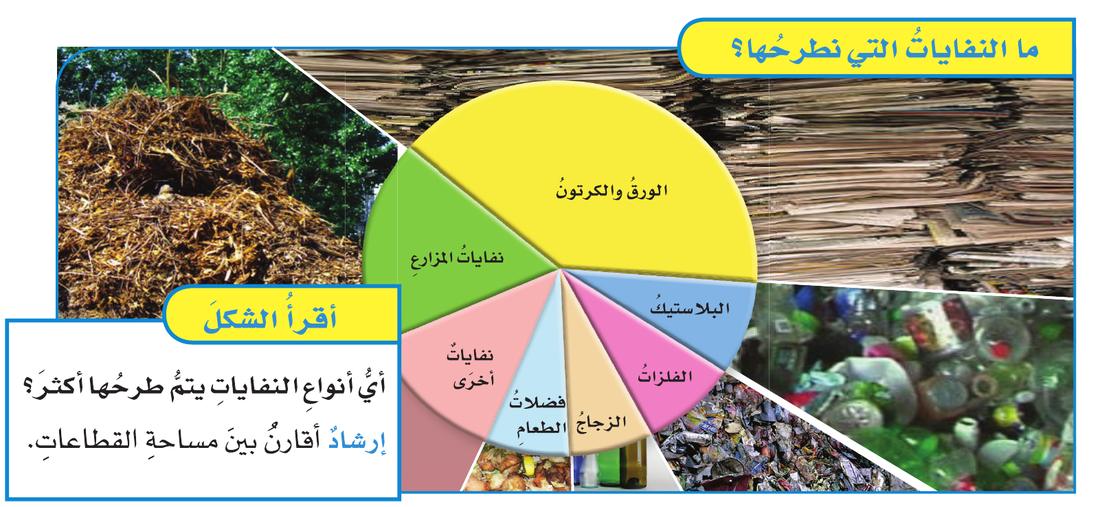 ما النفاياتُ التي نطرحُها؟
الورقُ والكرتونُ
نفاياتُ المزارعِ
البلاستيكُ
الفلزاتُ
الزجاجُ
فضلاتُ
الطعامِ
نفاياتٌ
أخرَى
أقرأُ الشكلَ
أيُّ أنواعِ النفاياتِ يتمُّ طرحُها أكثرَ؟
إرشادٌ أقارنُ بينَ مساحةِ القطاعاتِ.